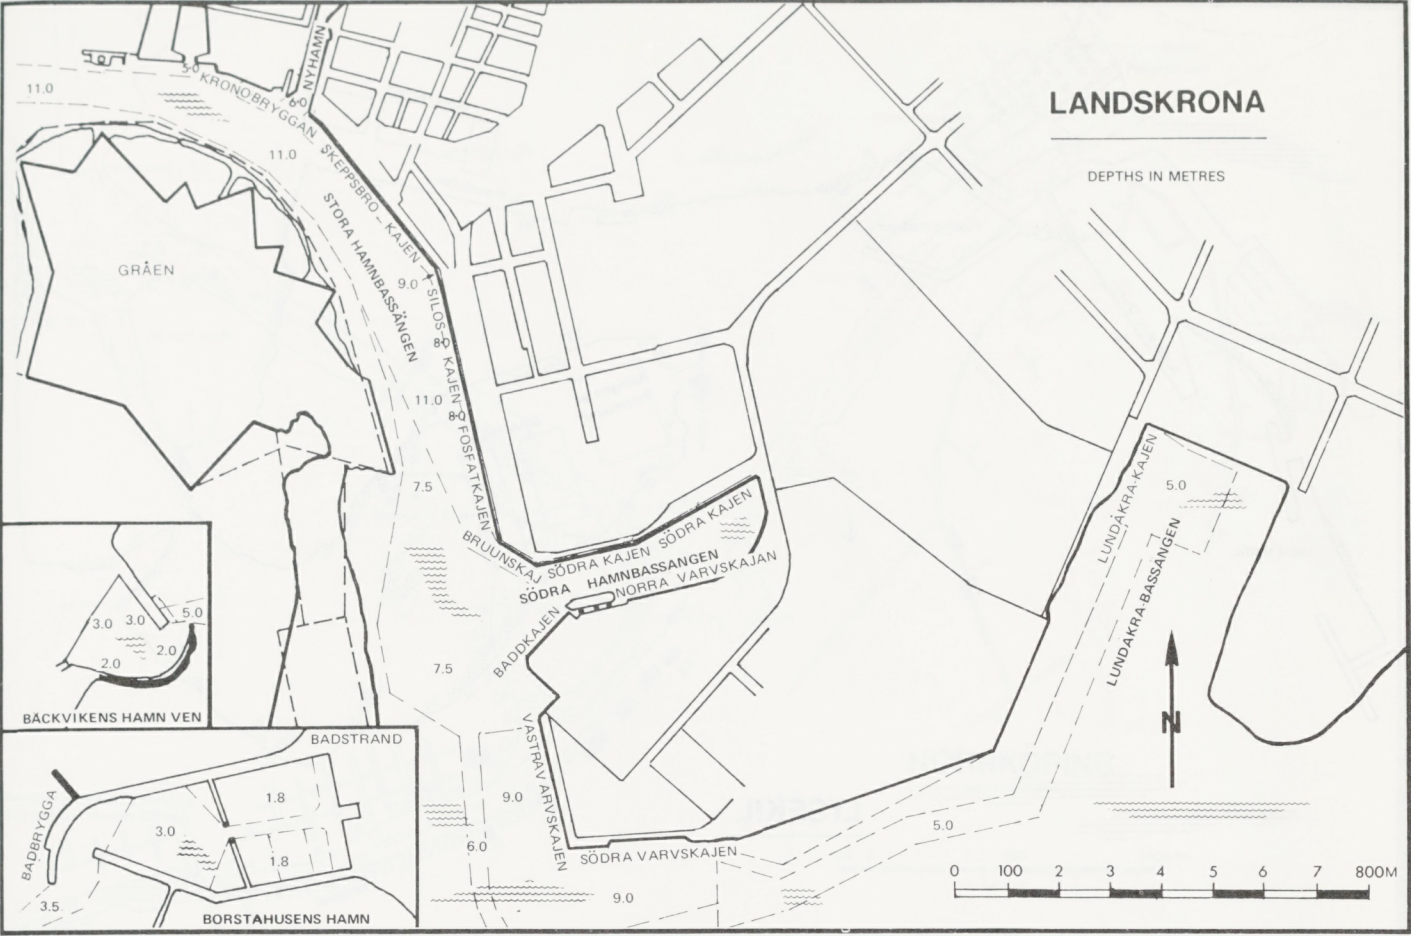 LANDSKRONA
DEPTHS IN METRES
NYHAMN
5.0
KRONOBRYGGAN
6.0
11.0
11.0
SKEPPSBRO-KAJEN
STORA HAMNBASSÄNGEN
GRÅEN
9.0
SILOS-KAJEN
8.0
11.0
8.0
FOSFATKAJEN
7.5
BRUUNSKAJ
SÖDRA KAJEN
SÖDRA KAJEN
SÖDRA HAMNBASSANGEN
NORRA VARVSKAJAN
BADDKAJEN
7.5
VASTRA VARVSKAJEN
9.0
6.0
SÖDRA VARVSKAJEN
9.0
5.0
LUNDÅKRA-KAJEN
5.0
LUNDAKRA-BASSANGEN
N
0 100 2 3 4 5 6 7 800M
3.0
3.0
5.0
2.0
2.0
BÄCKVIKENS HAMN VEN
BADSTRAND
BADBRYGGA
1.8
3.0
1.8
3.5
BORSTAHUSENS HAMN